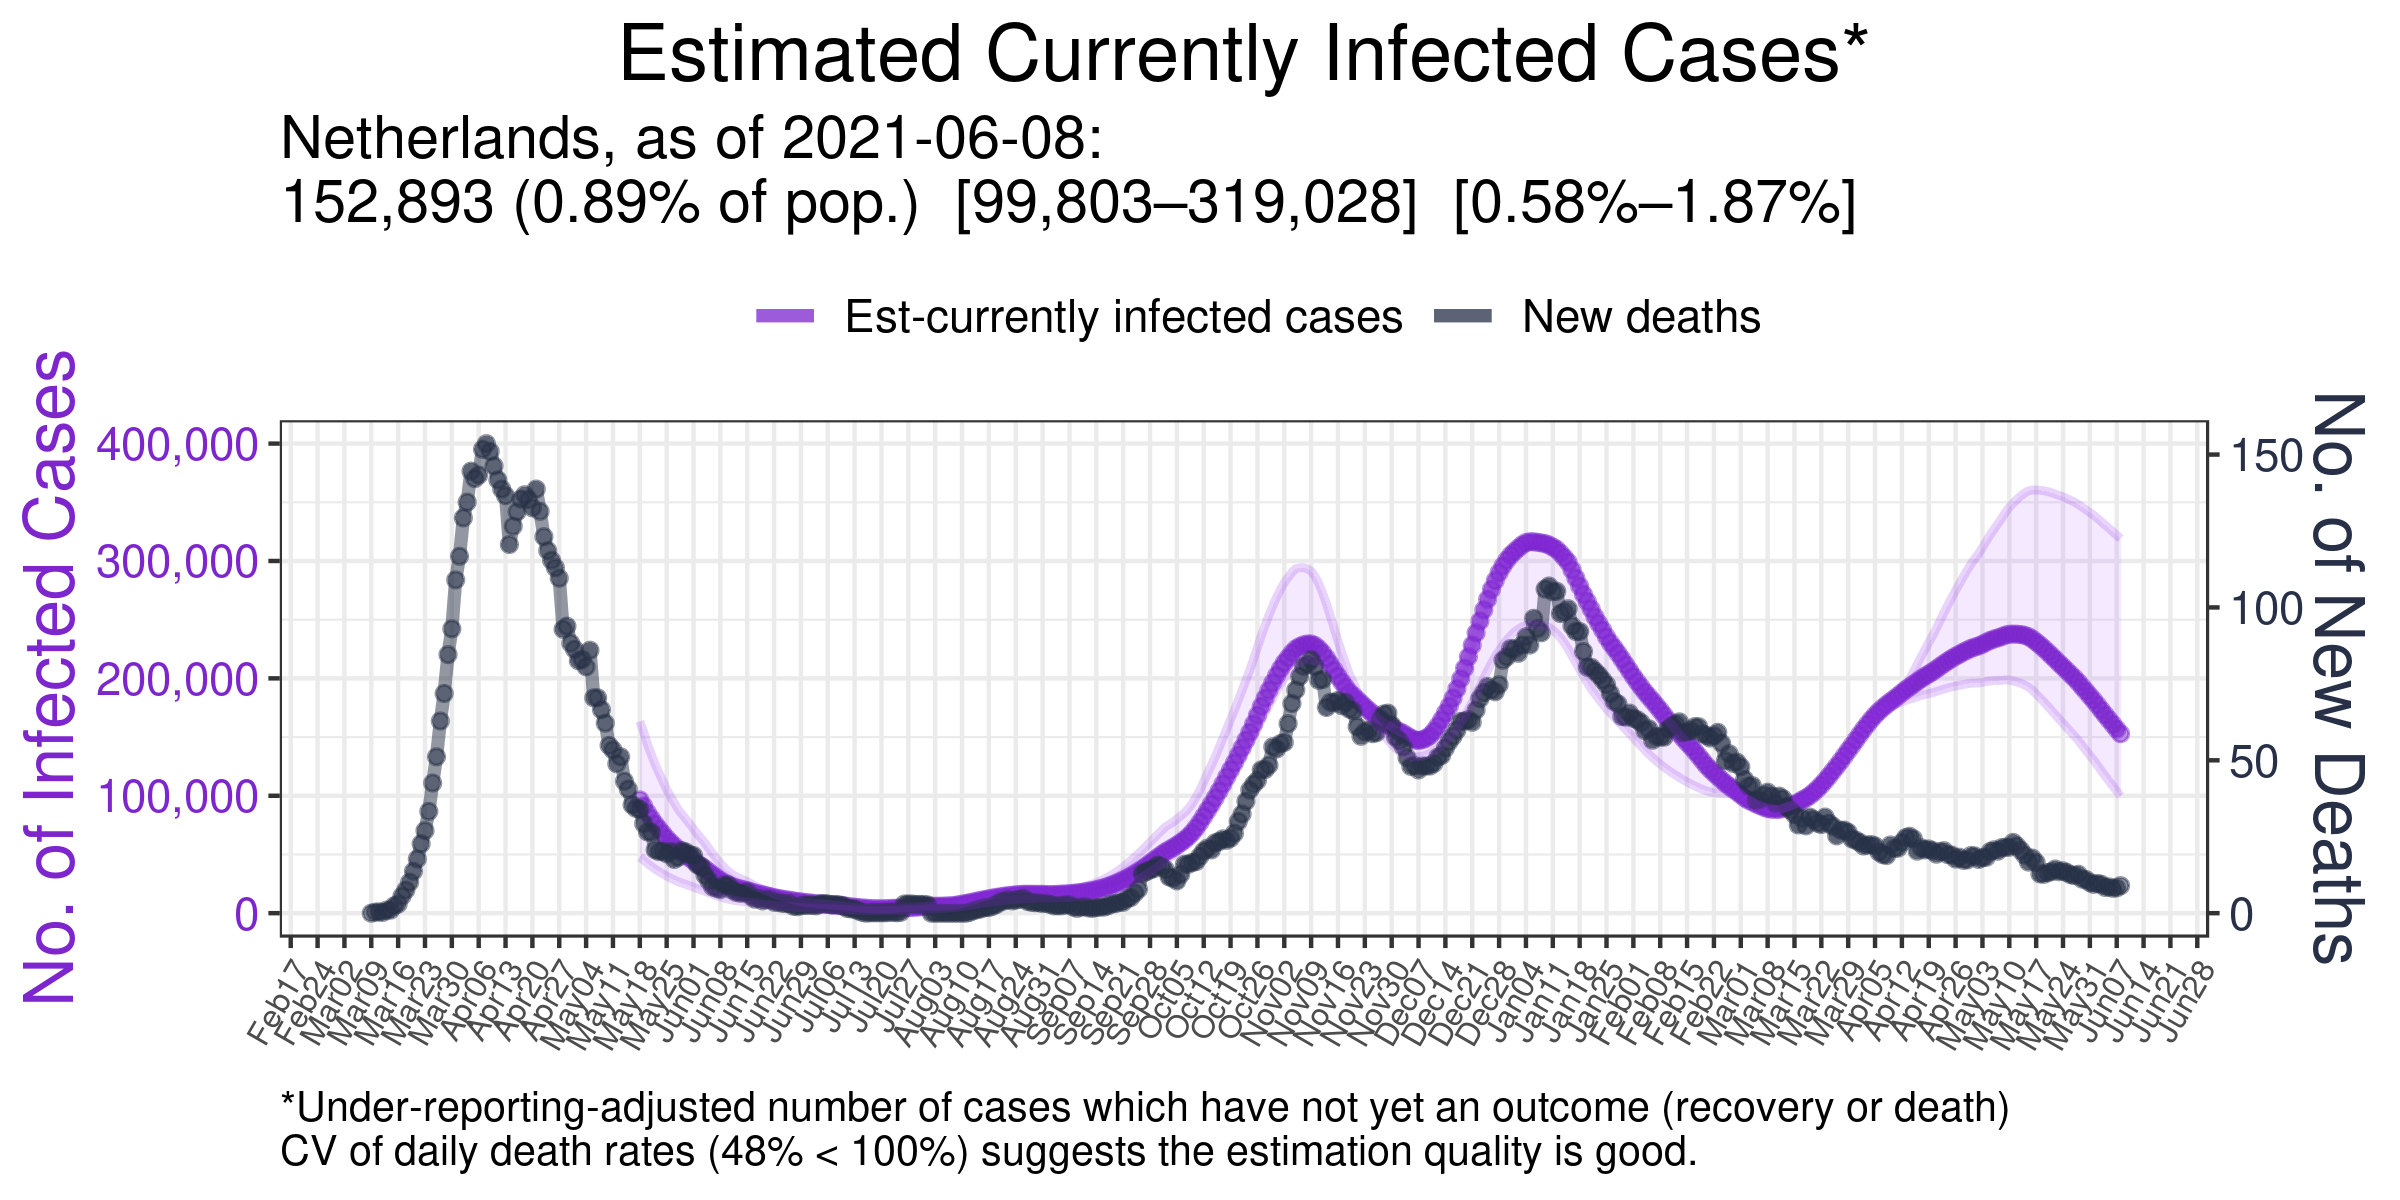 Estimated Currently Infected Cases*
Netherlands, as of 2021-06-08:
152,893 (0.89% of pop.)  [99,803–319,028]  [0.58%–1.87%]
Est-currently infected cases
New deaths
No. of Infected Cases
400,000
300,000
200,000
100,000
0
No. of New Deaths
150
100
50
0
Feb17
Feb24
Mar02
Mar09
Mar16
Mar23
Mar30
Apr06
Apr13
Apr20
Apr27
May04
May11
May18
May25
Jun01
Jun08
Jun15
Jun22
Jun29
Jul06
Jul13
Jul20
Jul27
Aug03
Aug10
Aug17
Aug24
Aug31
Sep07
Sep14
Sep21
Sep28
Oct05
Oct12
Oct19
Oct26
Nov02
Nov09
Nov16
Nov23
Nov30
Dec07
Dec14
Dec21
Dec28
Jan04
Jan11
Jan18
Jan25
Feb01
Feb08
Feb15
Feb22
Mar01
Mar08
Mar15
Mar22
Mar29
Apr05
Apr12
Apr19
Apr26
May03
May10
May17
May24
May31
Jun07
Jun14
Jun21
Jun28
*Under-reporting-adjusted number of cases which have not yet an outcome (recovery or death)
CV of daily death rates (48% < 100%) suggests the estimation quality is good.